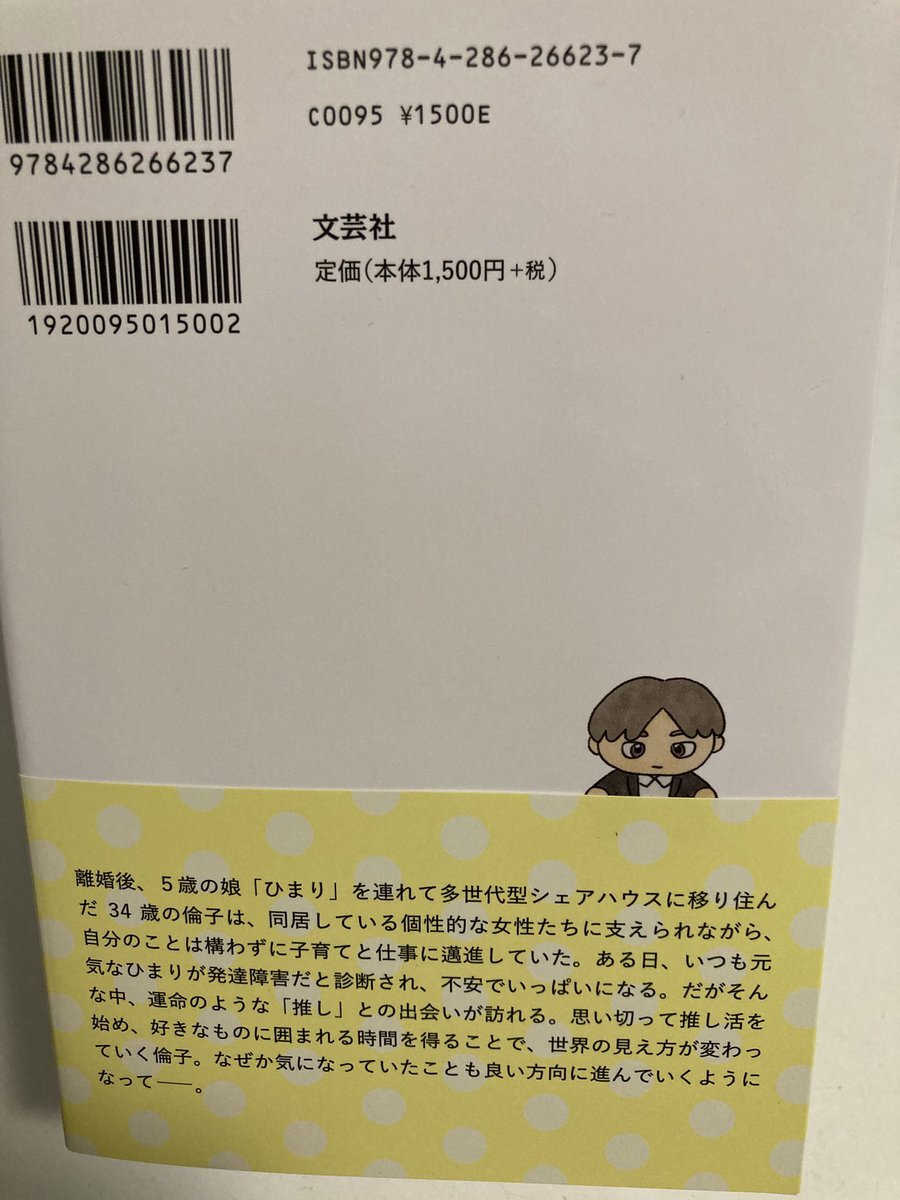 ISBN978-4-286-26623-7
C0095 ¥1500E
9784286266237
文芸社
定価(本体1,500円+税)
1920095015002
離婚後、5歳の娘「ひまり」を連れて多世代型シェアハウスに移り住ん
だ 34 歳の倫子は、同居している個性的な女性たちに支えられながら、
自分のことは構わずに子育てと仕事に邁進していた。ある日、いつも元
気なひまりが発達障害だと診断され、不安でいっぱいになる。だがそん
な中、運命のような「推し」との出会いが訪れる。思い切って推し活を
始め、好きなものに囲まれる時間を得ることで、世界の見え方が変わっ
ていく倫子。なぜか気になっていたことも良い方向に進んでいくように
なって──。